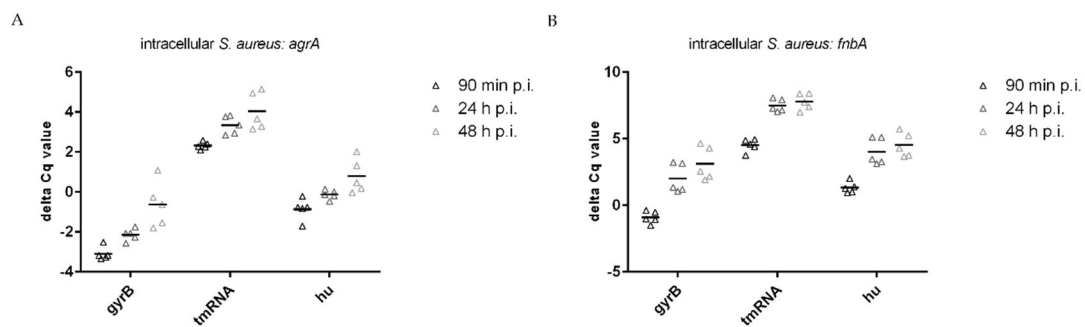 A
intracellular S. aureus: agrA
delta Cq value
6
4
2
0
-2
-4
gyrB
tmRNA
hu
90 min p.i.
24 h p.i.
48 h p.i.
B
intracellular S. aureus: fnbA
delta Cq value
10
5
0
-5
gyrB
tmRNA
hu
90 min p.i.
24 h p.i.
48 h p.i.